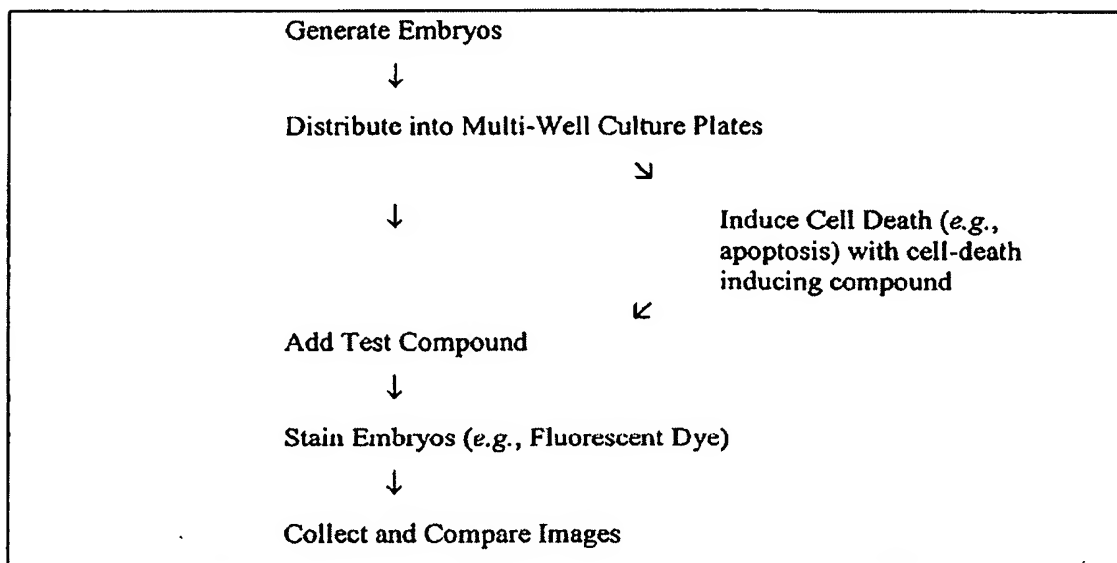 Generate Embryos
↓
Distribute into Multi-Well Culture Plates
↘
↓
Induce Cell Death (e.g.,
apoptosis) with cell-death
inducing compound
↙
Add Test Compound
↓
Stain Embryos (e.g., Fluorescent Dye)
↓
Collect and Compare Images